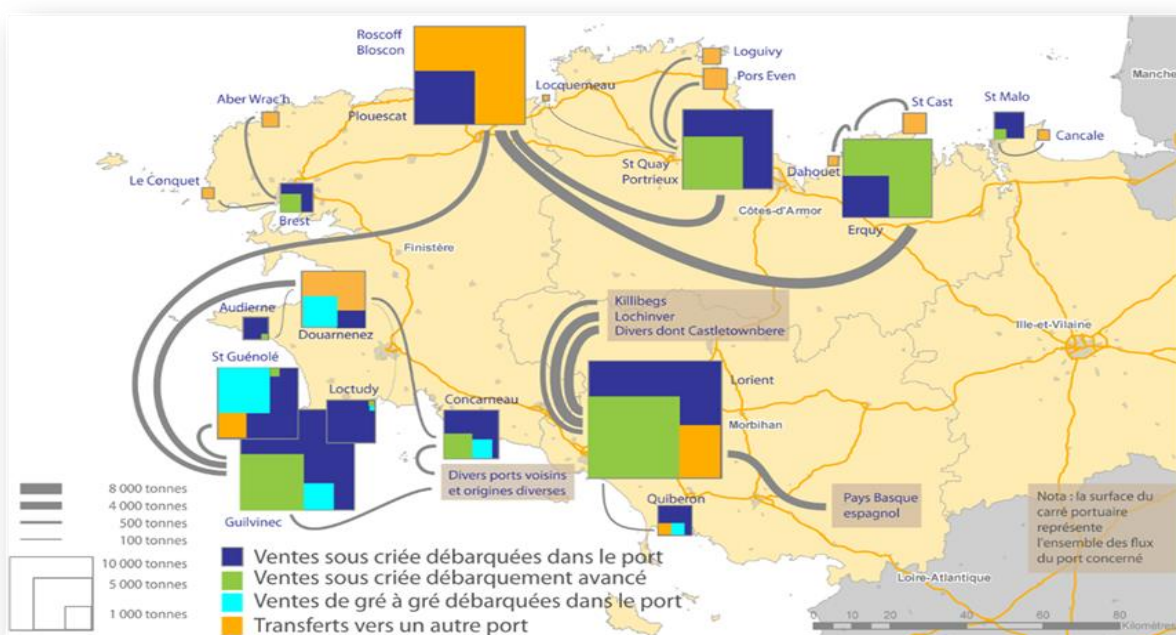 Roscoff
Bloscon
Loguivy
Pors Even
Locquemeau
Manche
Aber Wrac'h
Plouescat
St Cast
St Malo
Cancale
Le Conquet
Brest
St Quay
Portrieux
Dahouet
Côtes-d'Armor
Erquy
Finistère
Audierne
Douarnenez
Killibegs
Lochinver
Divers dont Castletownbere
Ille-et-Vilaine
St Guénolé
Loctudy
Concarneau
Lorient
Morbihan
Divers ports voisins
et origines diverses
Guilvinec
Quiberon
Pays Basque
espagnol
Nota : la surface du
carré portuaire
représente
l'ensemble des flux
du port concerné
8 000 tonnes
4 000 tonnes
500 tonnes
100 tonnes
10 000 tonnes
5 000 tonnes
1 000 tonnes
Ventes sous criée débarquées dans le port
Ventes sous criée débarquement avancé
Ventes de gré à gré débarquées dans le port
Transferts vers un autre port
Loire-Atlantique
0 20 40 60 80
Kilomètres